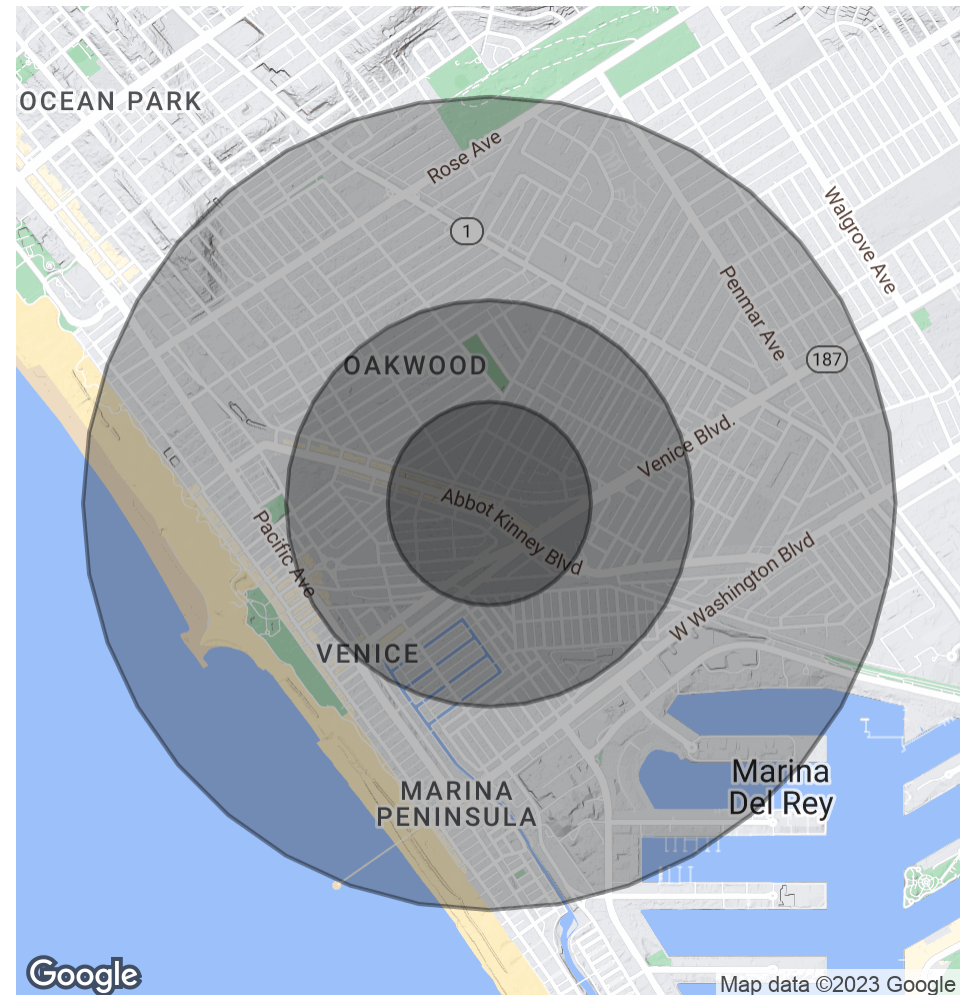 OCEAN PARK
Rose Ave
1
Walgrove Ave
Penmar Ave
187
OAKWOOD
Venice Blvd.
Abbot Kinney Blvd
Pacific Ave
W Washington Blvd
VENICE
Marina
Del Rey
MARINA
PENINSULA
Google
Map data ©2023 Google